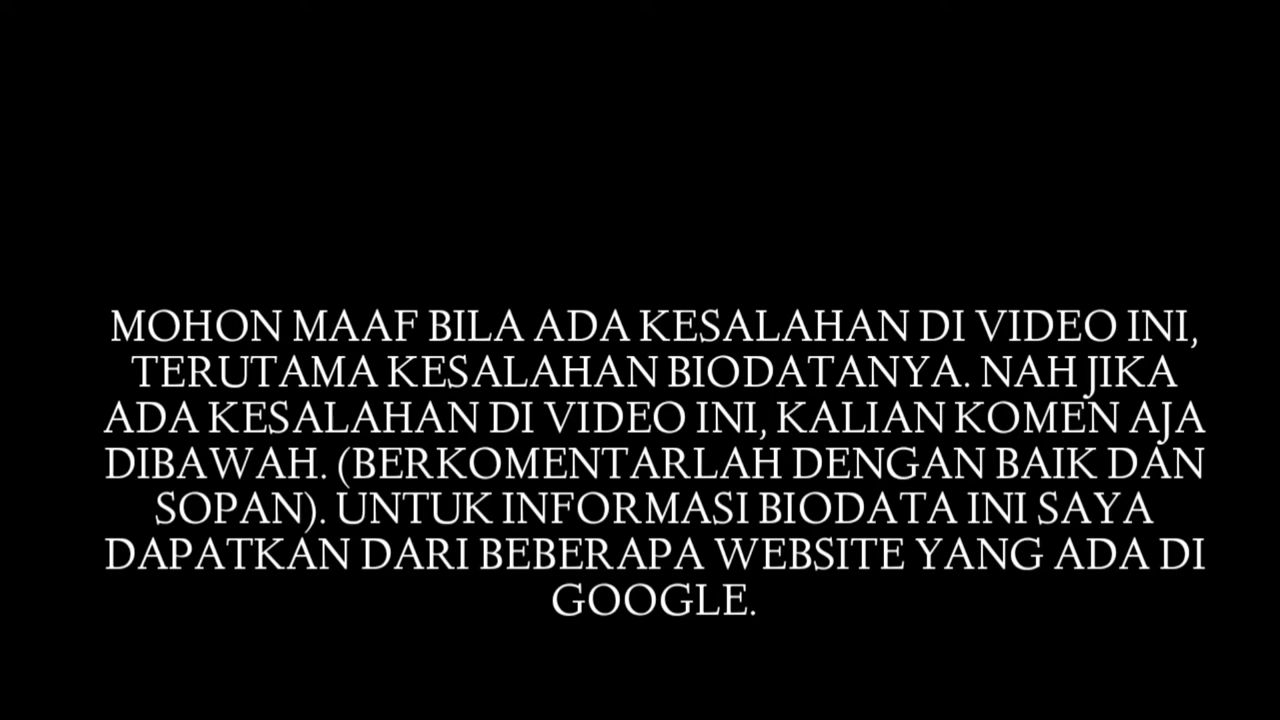 MOHON MAAF BILA ADA KESALAHAN DI VIDEO INI,
TERUTAMA KESALAHAN BIODATANYA. NAH JIKA
ADA KESALAHAN DI VIDEO INI, KALIAN KOMEN AJA
DIBAWAH. (BERKOMENTARLAH DENGAN BAIK DAN
SOPAN). UNTUK INFORMASI BIODATA INI SAYA
DAPATKAN DARI BEBERAPA WEBSITE YANG ADA DI
GOOGLE.